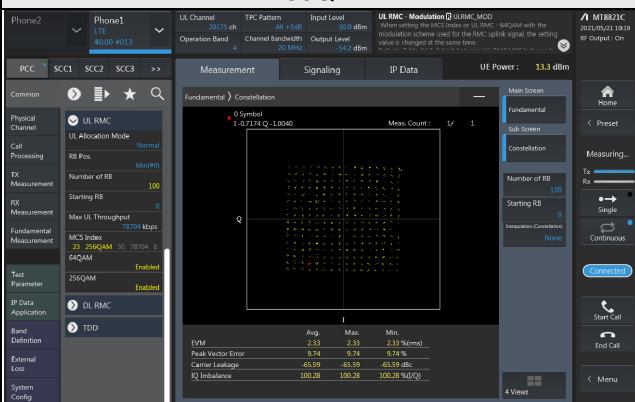 Phone2
Phone1
LTE
40.00 #013
UL Channel
20175 ch
Operation Band
4
TPC Pattern
All +3dB
Channel Bandwidth
20 MHz
Input Level
30.0 dBm
Output Level
-54.2 dBm
UL RMC - Modulation ULRMC_MOD
When setting the MCS Index or UL RMC - 64QAM with the
modulation scheme used for the RMC uplink signal, the setting
value is changed at the same time.
MT8821C
2021/05/21 10:19
RF Output : On
PCC
SCC1
SCC2
SCC3
>>
Measurement
Signaling
IP Data
UE Power : 13.3 dBm
Common
Physical
Channel
Call
Processing
TX
Measurement
RX
Measurement
Fundamental
Measurement
Test
Parameter
IP Data
Application
Band
Definition
External
Loss
System
Config
UL RMC
UL Allocation Mode
Normal
RB Pos.
Min(#0)
Number of RB
100
Starting RB
0
Max UL Throughput
78704 kbps
MCS Index
23 256QAM 30 78704 8
64QAM
Enabled
256QAM
Enabled
DL RMC
TDD
Fundamental > Constellation
0 Symbol
I -0.7174 Q -1.0040
Meas. Count : 1/ 1
Q
I
Avg. Max. Min.
EVM 2.33 2.33 2.33 %(rms)
Peak Vector Error 9.74 9.74 9.74 %
Carrier Leakage -65.59 -65.59 -65.59 dBc
IQ Imbalance 100.28 100.28 100.28 %(I/Q)
Main Screen
Fundamental
Sub Screen
Constellation
Number of RB
100
Starting RB
0
Interpolation (Constellation)
None
4 Views
Home
< Preset
Measuring...
Tx
Rx
Single
Continuous
Connected
Start Call
End Call
< Menu